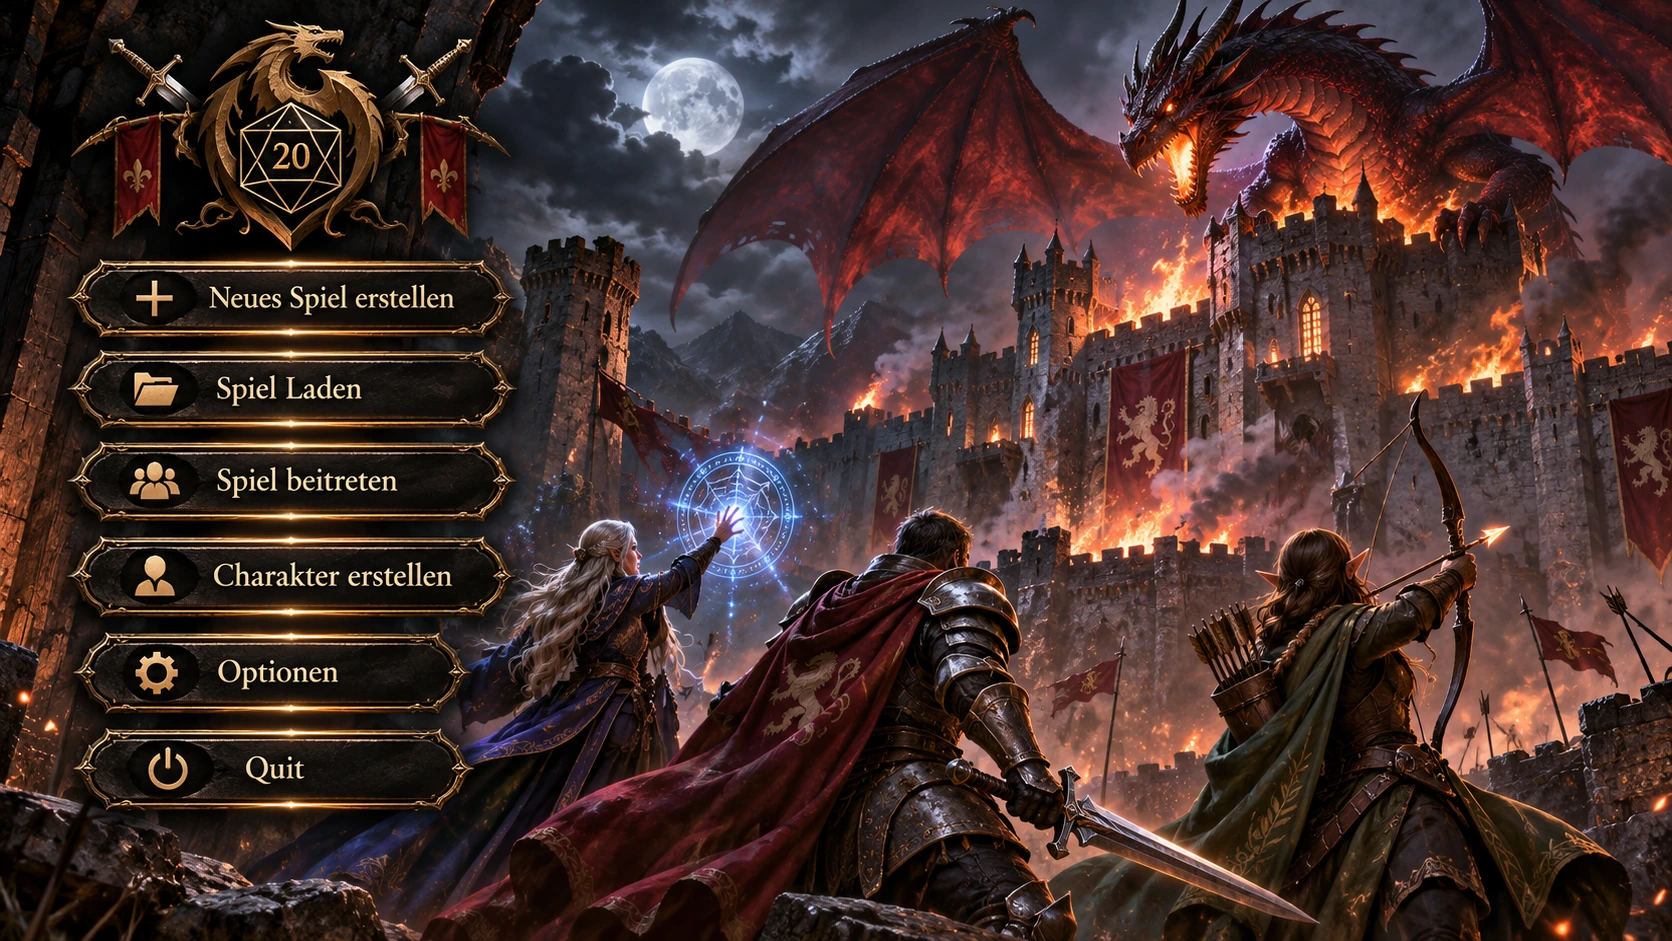 20
Neues Spiel erstellen
Spiel Laden
Spiel beitreten
Charakter erstellen
Optionen
Quit